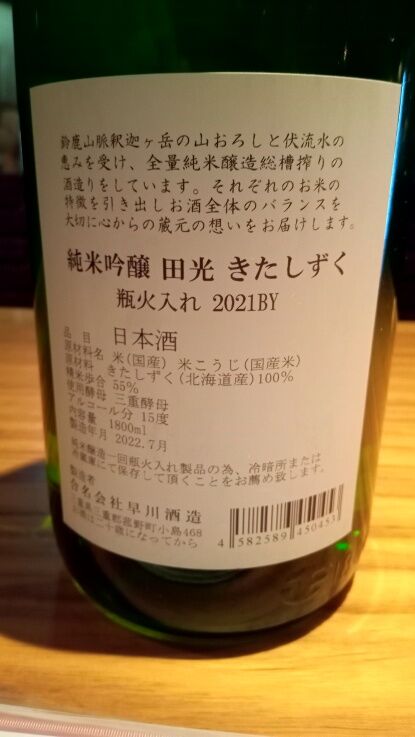 鈴鹿山脈釈迦ヶ岳の山おろしと伏流水の
恵みを受け、全量純米醸造総槽搾りの
酒造りをしています。それぞれのお米の
特徴を引き出しお酒全体のバランスを
大切に心からの蔵元の想いをお届けします。
純米吟醸 田光 きたしずく
瓶火入れ 2021BY
品目 日本酒
原材料名 米(国産) 米こうじ(国産米)
原料米 きたしずく(北海道産)100%
精米歩合 55%
使用酵母 三重酵母
アルコール分 15度
内容量 1800ml
製造年月 2022.7月
純米醸造一回瓶火入れ製品の為、冷暗所または
冷蔵庫にて保存して頂くことをお薦め致します。
製造者
合名会社早川酒造
三重県三重郡菰野町小島468
お酒は二十歳になってから
4 582589 450453